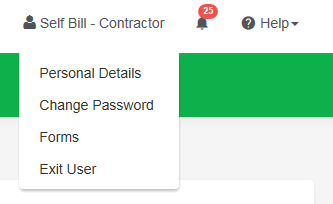 Self Bill - Contractor 25 Help
Personal Details
Change Password
Forms
Exit User